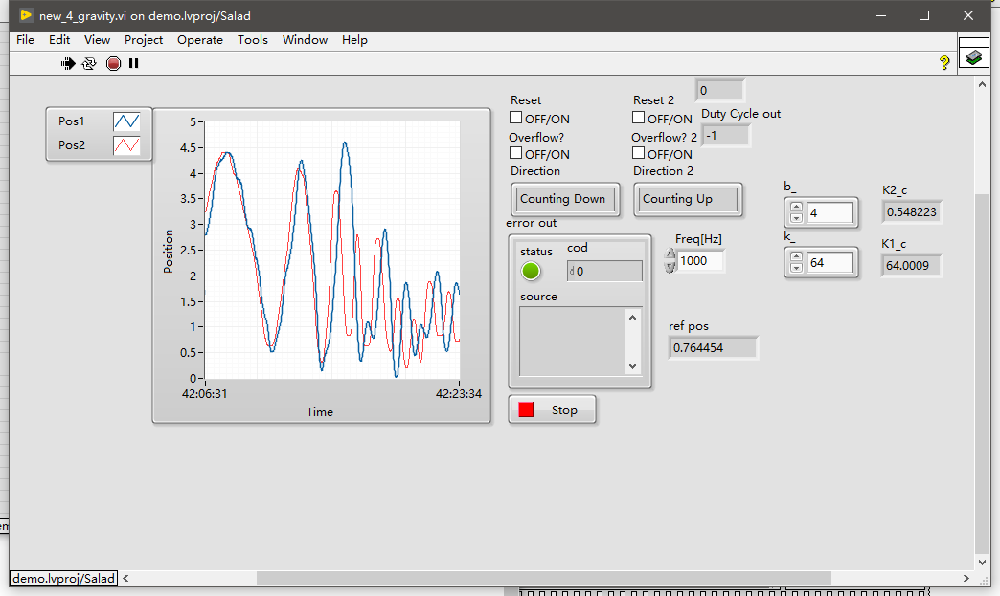 new_4_gravity.vi on demo.lvproj/Salad
File Edit View Project Operate Tools Window Help
Pos1
Pos2
5
4.5
4
3.5
3
2.5
2
1.5
1
0.5
0
Position
42:06:31
42:23:34
Time
Reset
OFF/ON
Overflow?
OFF/ON
Direction
Counting Down
Reset 2
OFF/ON
Overflow? 2
OFF/ON
Direction 2
Counting Up
0
Duty Cycle out
-1
error out
status
cod
d 0
source
Stop
Freq[Hz]
1000
ref pos
0.764454
b_
4
k_
64
K2_c
0.548223
K1_c
64.0009
demo.lvproj/Salad